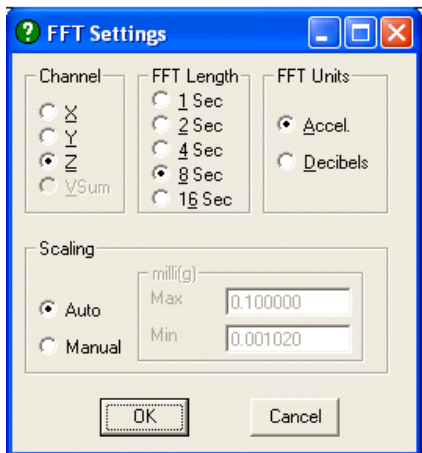 FFT Settings
Channel
X
Y
Z
VSum
FFT Length
1 Sec
2 Sec
4 Sec
8 Sec
16 Sec
FFT Units
Accel.
Decibels
Scaling
Auto
Manual
milli(g)
Max 0.100000
Min 0.001020
OK Cancel